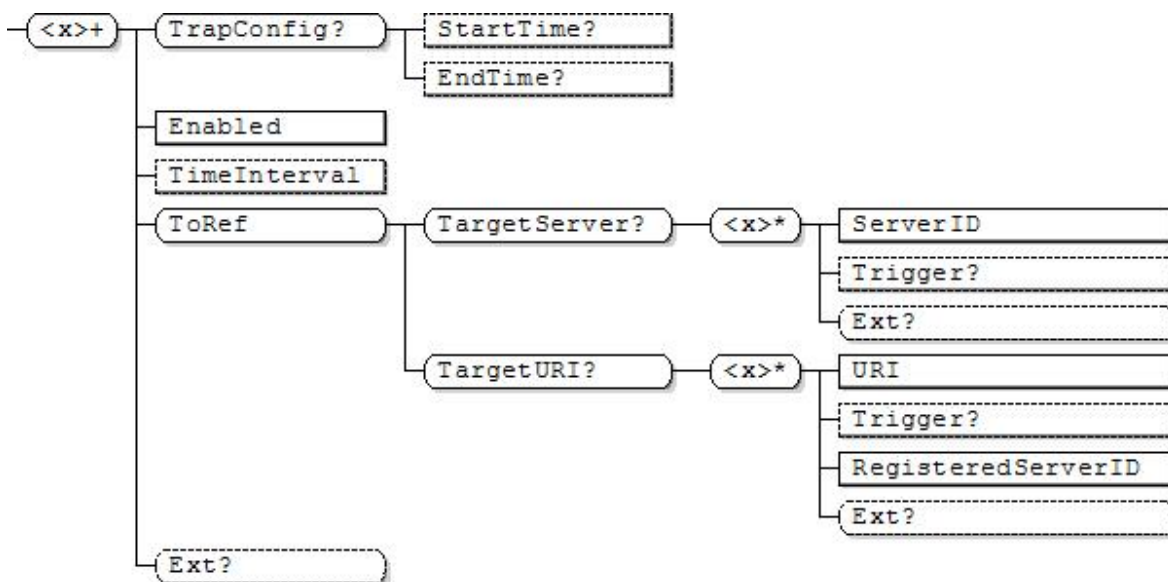 <x>+
TrapConfig?
StartTime?
EndTime?
Enabled
TimeInterval
ToRef
TargetServer?
<x>*
ServerID
Trigger?
Ext?
TargetURI?
<x>*
URI
Trigger?
RegisteredServerID
Ext?
Ext?